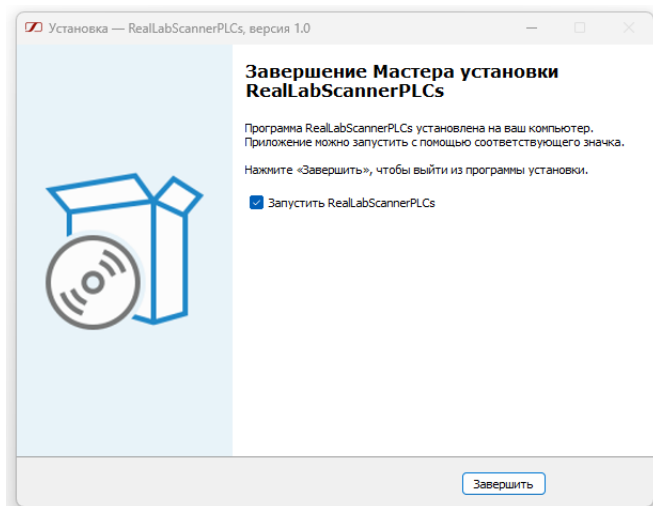 Установка — RealLabScannerPLCs, версия 1.0
Завершение Мастера установки
RealLabScannerPLCs
Программа RealLabScannerPLCs установлена на ваш компьютер.
Приложение можно запустить с помощью соответствующего значка.
Нажмите «Завершить», чтобы выйти из программы установки.
Запустить RealLabScannerPLCs
Завершить